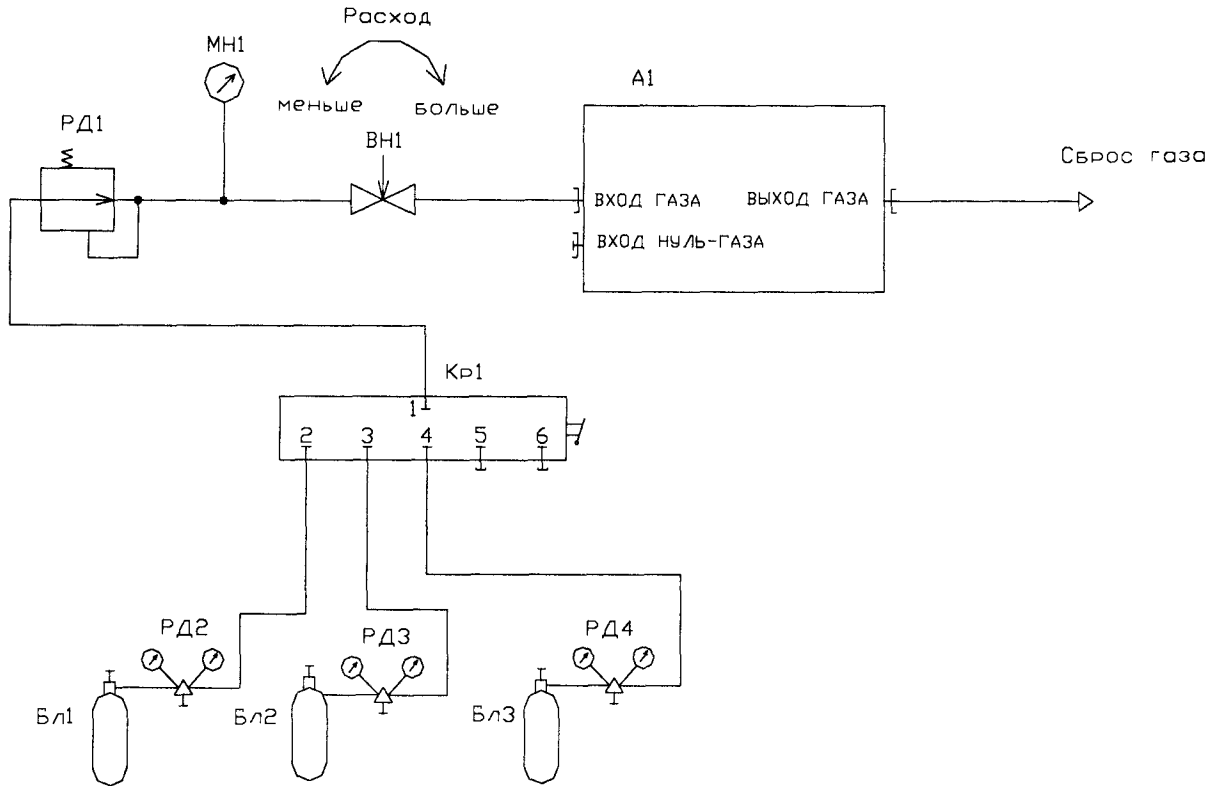 Расход
МН1
меньше
больше
А1
РД1
ВН1
Сброс газа
ВХОД ГАЗА
ВЫХОД ГАЗА
ВХОД НУЛЬ-ГАЗА
Кр1
1
2 3 4 5 6
РД2
РД3
РД4
Бл1
Бл2
Бл3